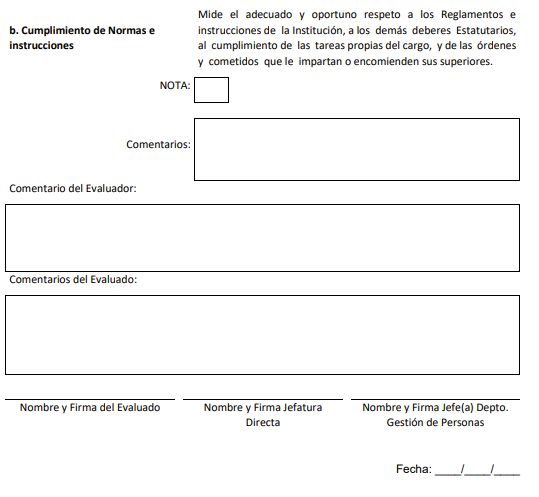 Mide el adecuado y oportuno respeto a los Reglamentos e
b. Cumplimiento de Normas e instrucciones de la Institución, a los demás deberes Estatutarios,
instrucciones al cumplimiento de las tareas propias del cargo, y de las órdenes
y cometidos que le impartan o encomienden sus superiores.
NOTA:
Comentarios:
Comentario del Evaluador:
Comentarios del Evaluado:
Nombre y Firma del Evaluado Nombre y Firma Jefatura Nombre y Firma Jefe(a) Depto.
Directa Gestión de Personas
Fecha: ____/____/____